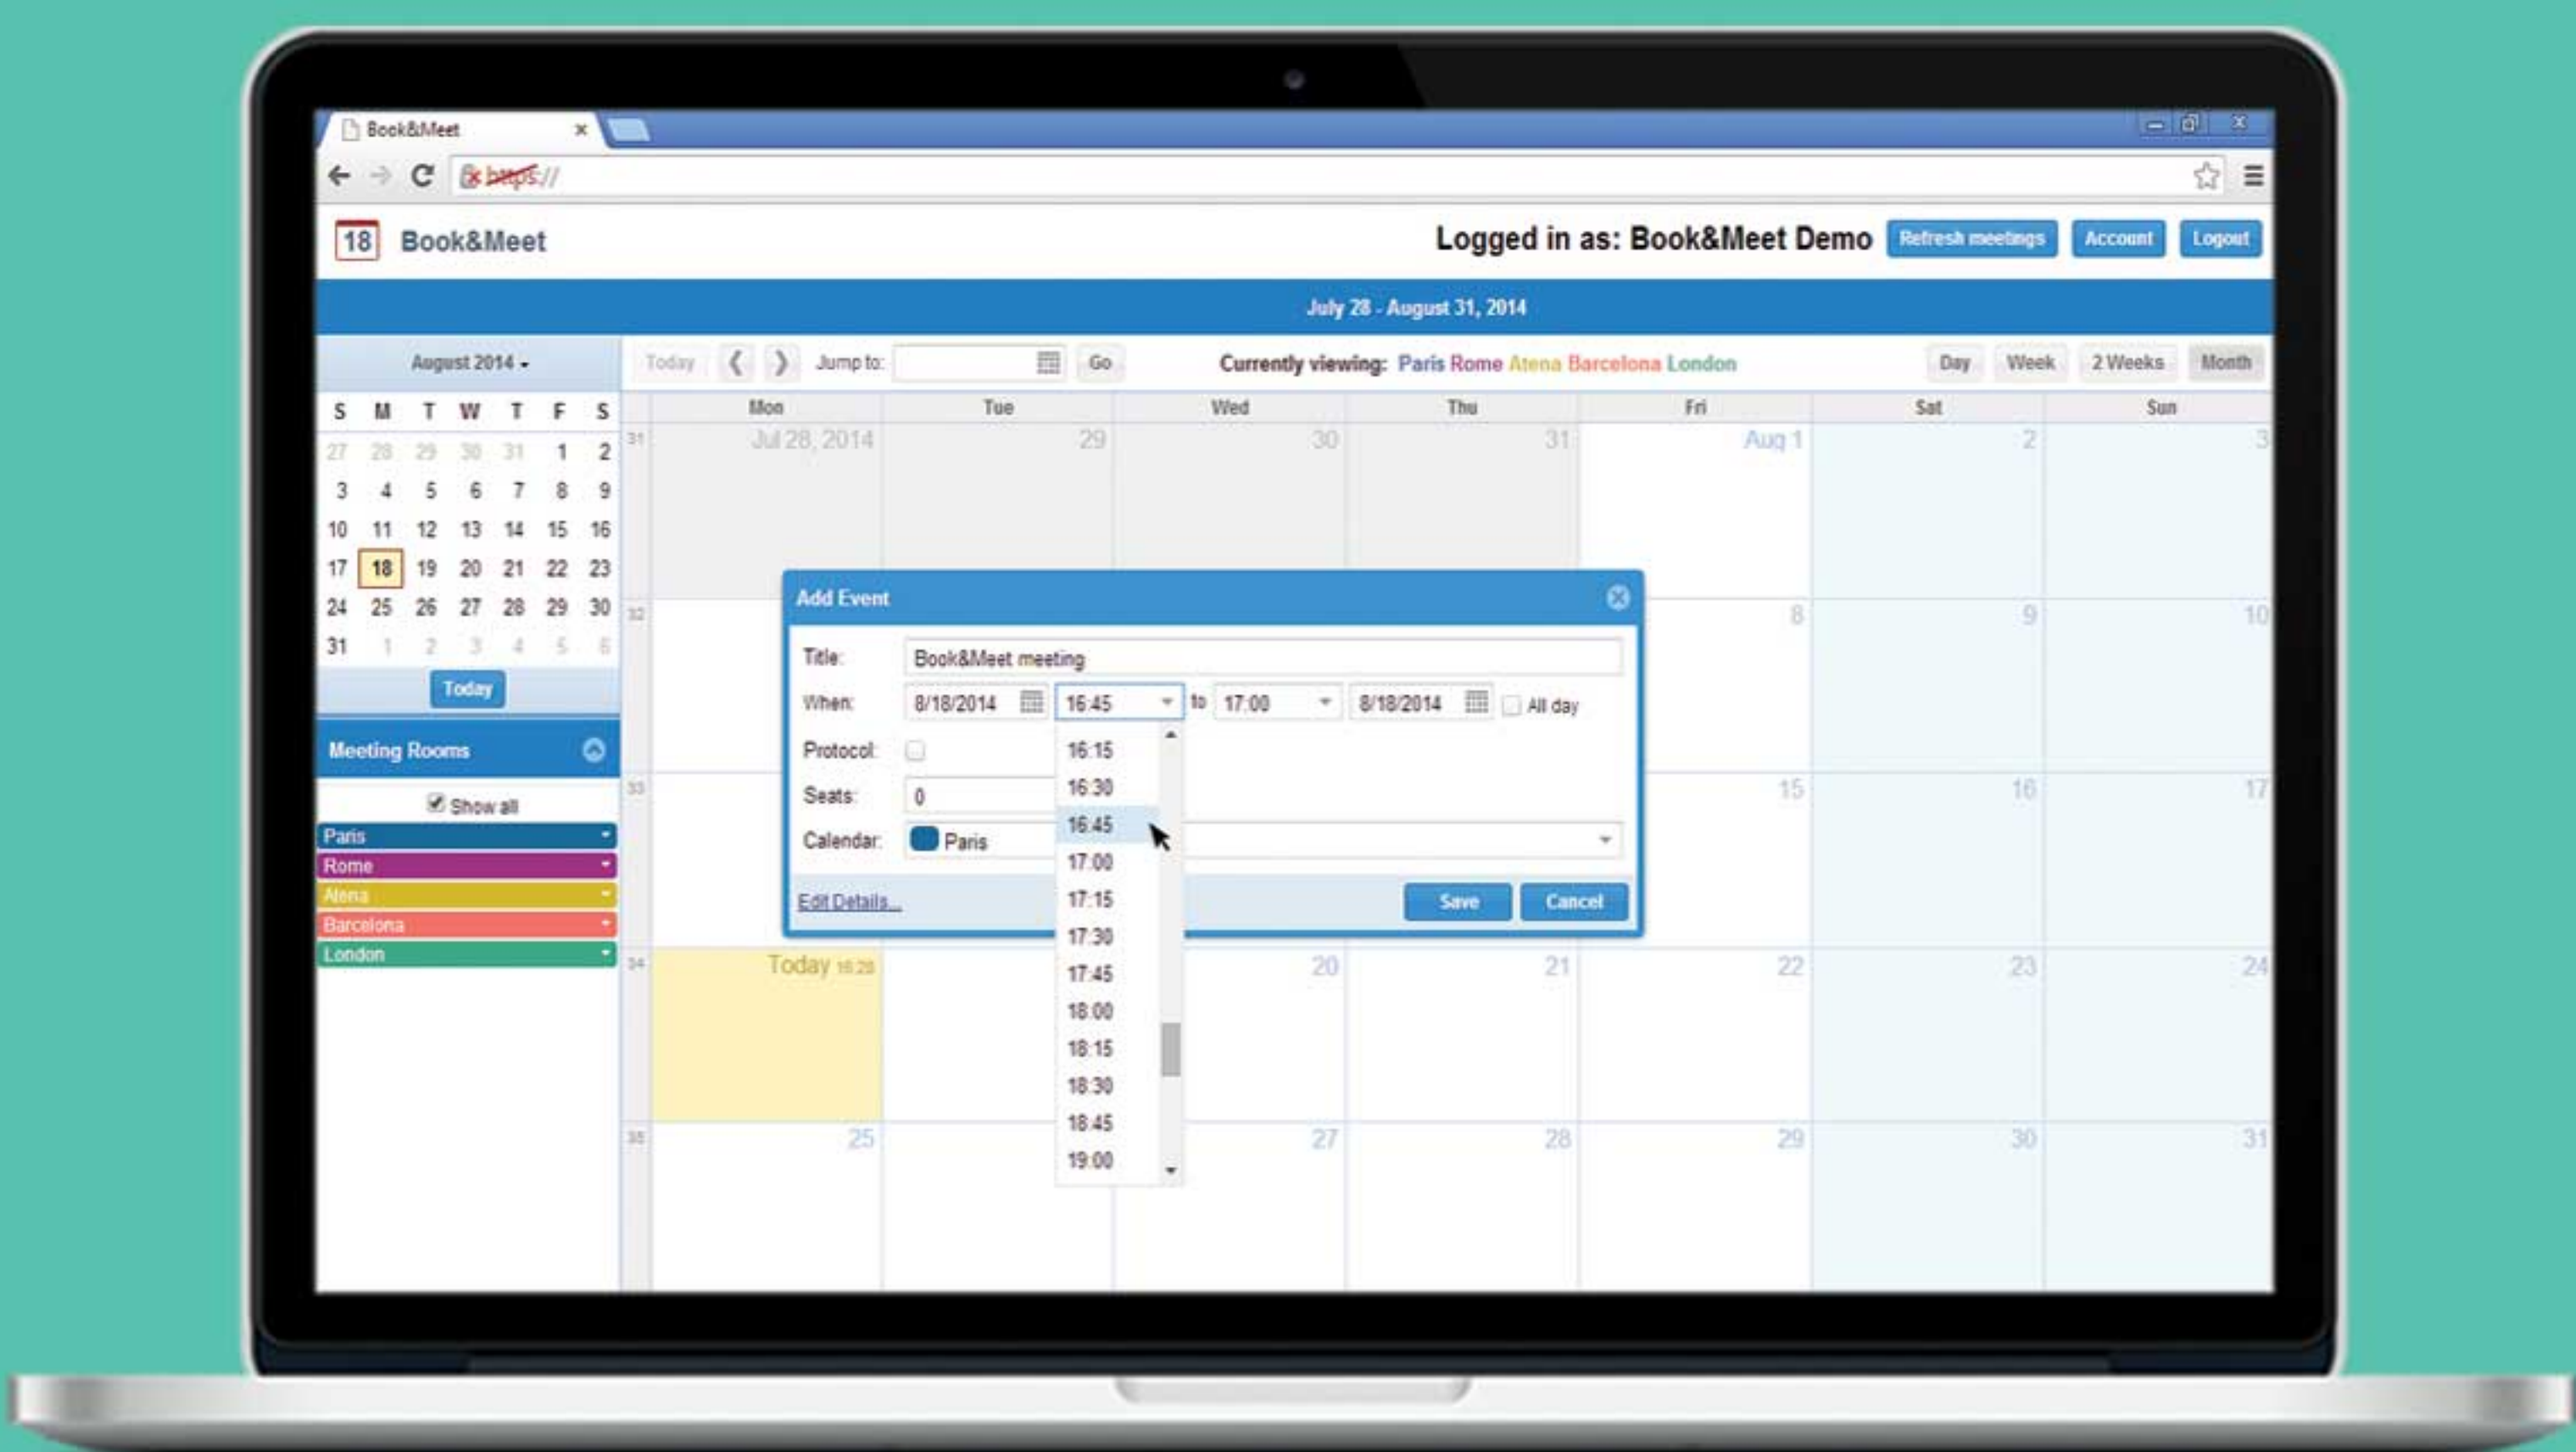 Book&Meet
https://
18 Book&Meet
Logged in as: Book&Meet Demo Refresh meetings Account Logout
July 28 - August 31, 2014
August 2014
Today Jump to: Go Currently viewing: Paris Rome Atena Barcelona London Day Week 2 Weeks Month
S M T W T F S
27 28 29 30 31 1 2
3 4 5 6 7 8 9
10 11 12 13 14 15 16
17 18 19 20 21 22 23
24 25 26 27 28 29 30
31 1 2 3 4 5 6
Today
Meeting Rooms
Show all
Paris
Rome
Atena
Barcelona
London
Mon Tue Wed Thu Fri Sat Sun
31 Jul 28, 2014 29 30 31 Aug 1 2 3
32 8 9 10
33 15 16 17
34 Today 16:28 20 21 22 23 24
35 25 27 28 29 30 31
Add Event
Title: Book&Meet meeting
When: 8/18/2014 16:45 to 17:00 8/18/2014 All day
Protocol:
Seats: 0
Calendar: Paris
Edit Details... Save Cancel
16:15
16:30
16:45
17:00
17:15
17:30
17:45
18:00
18:15
18:30
18:45
19:00